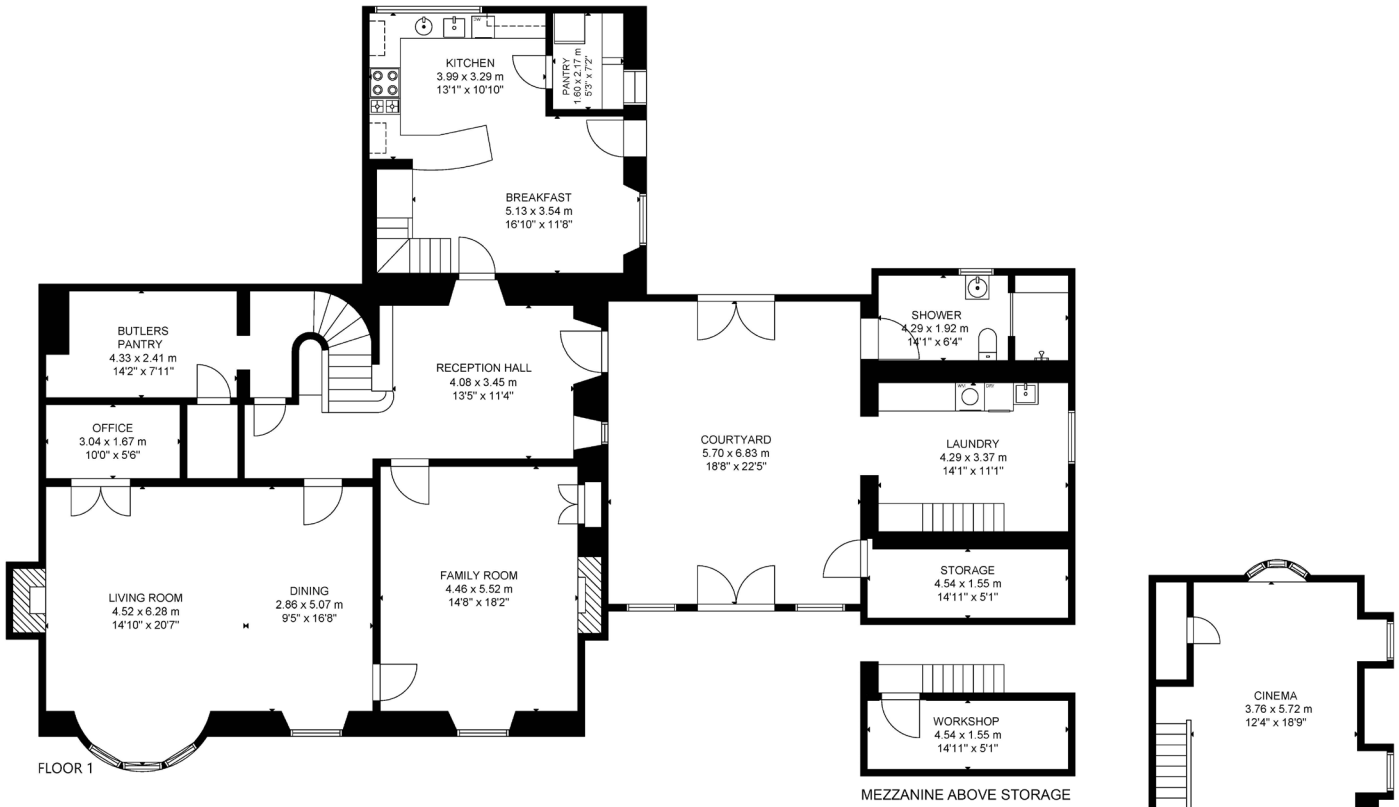 KITCHEN
3.99 x 3.29 m
13'1" x 10'10"
DW
PANTRY
1.60 x 2.17 m
5'3" x 7'2"
BREAKFAST
5.13 x 3.54 m
16'10" x 11'8"
BUTLERS
PANTRY
4.33 x 2.41 m
14'2" x 7'11"
RECEPTION HALL
4.08 x 3.45 m
13'5" x 11'4"
SHOWER
4.29 x 1.92 m
14'1" x 6'4"
OFFICE
3.04 x 1.67 m
10'0" x 5'6"
COURTYARD
5.70 x 6.83 m
18'8" x 22'5"
WM
DRY
LAUNDRY
4.29 x 3.37 m
14'1" x 11'1"
LIVING ROOM
4.52 x 6.28 m
14'10" x 20'7"
DINING
2.86 x 5.07 m
9'5" x 16'8"
FAMILY ROOM
4.46 x 5.52 m
14'8" x 18'2"
STORAGE
4.54 x 1.55 m
14'11" x 5'1"
WORKSHOP
4.54 x 1.55 m
14'11" x 5'1"
CINEMA
3.76 x 5.72 m
12'4" x 18'9"
FLOOR 1
MEZZANINE ABOVE STORAGE